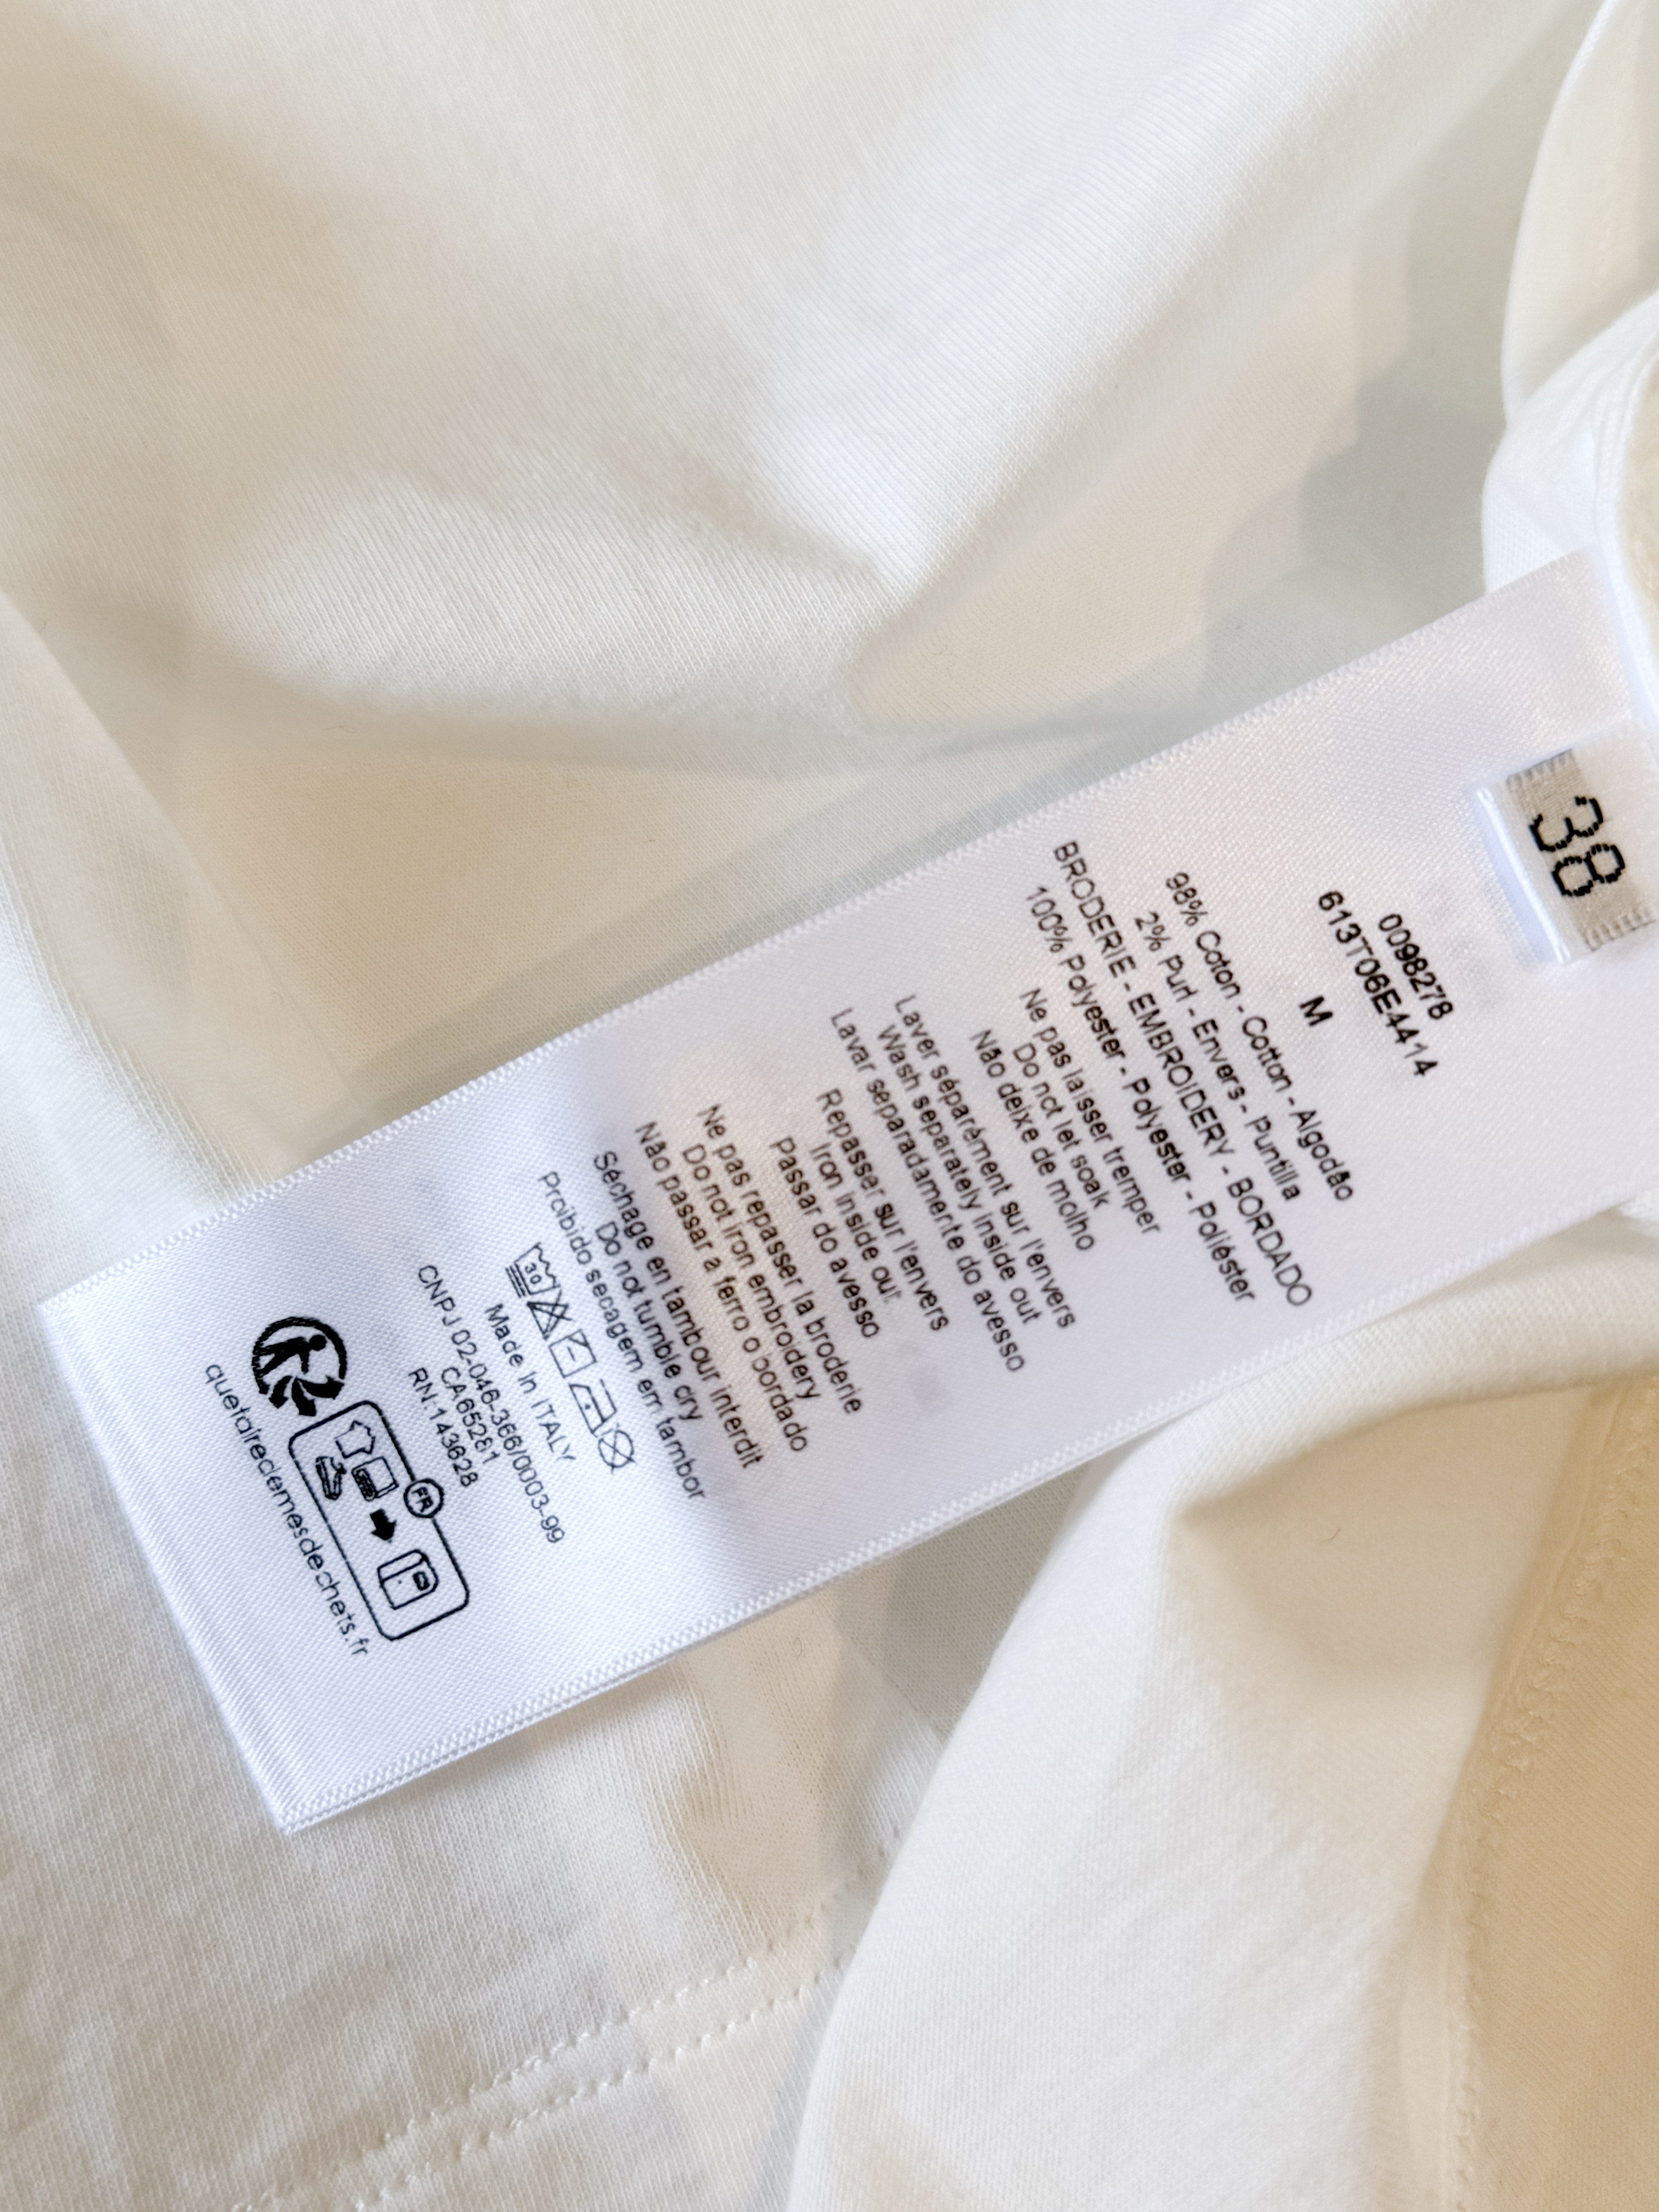 38
0098278
613T06E4414
M
98% Coton - Cotton - Algodão
2% Purl - Envers - Puntilla
BRODERIE - EMBROIDERY - BORDADO
100% Polyester - Polyester - Poliéster
Ne pas laisser tremper
Do not let soak
Não deixe de molho
Laver séparément sur l'envers
Wash separately inside out
Lavar separadamente do avesso
Repasser sur l'envers
Iron inside out
Passar do avesso
Ne pas repasser la broderie
Do not iron embroidery
Não passar a ferro o bordado
Séchage en tambour interdit
Do not tumble cry
Proibido secagem em tambor
30
Made in ITALY
CNPJ 02-046-366/0003-99
CA65281
RN:143628
FR
quefairedemesdechets.fr